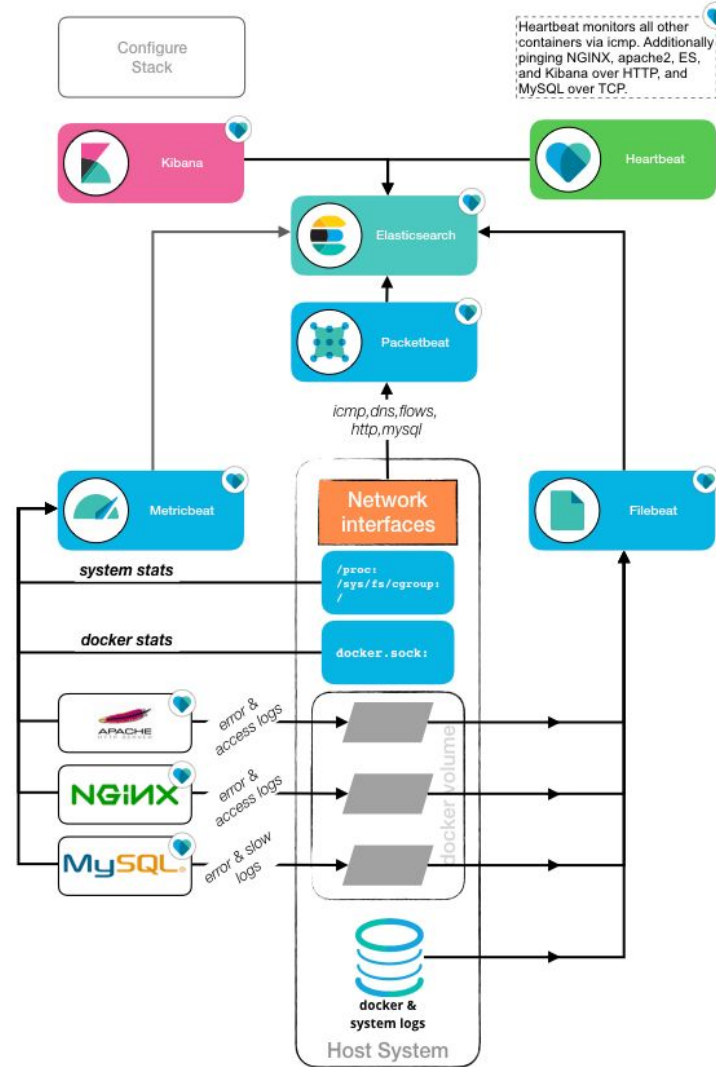 Configure
Stack
Heartbeat monitors all other
containers via icmp. Additionally
pinging NGINX, apache2, ES,
and Kibana over HTTP, and
MySQL over TCP.
Kibana
Heartbeat
Elasticsearch
Packetbeat
icmp,dns,flows,
http,mysql
Metricbeat
Network
interfaces
Filebeat
system stats
/proc:
/sys/fs/cgroup:
/
docker stats
docker.sock:
APACHE
HTTP SERVER
error &
access logs
NGINX
error &
access logs
MySQL®
error & slow
logs
docker volume
docker &
system logs
Host System